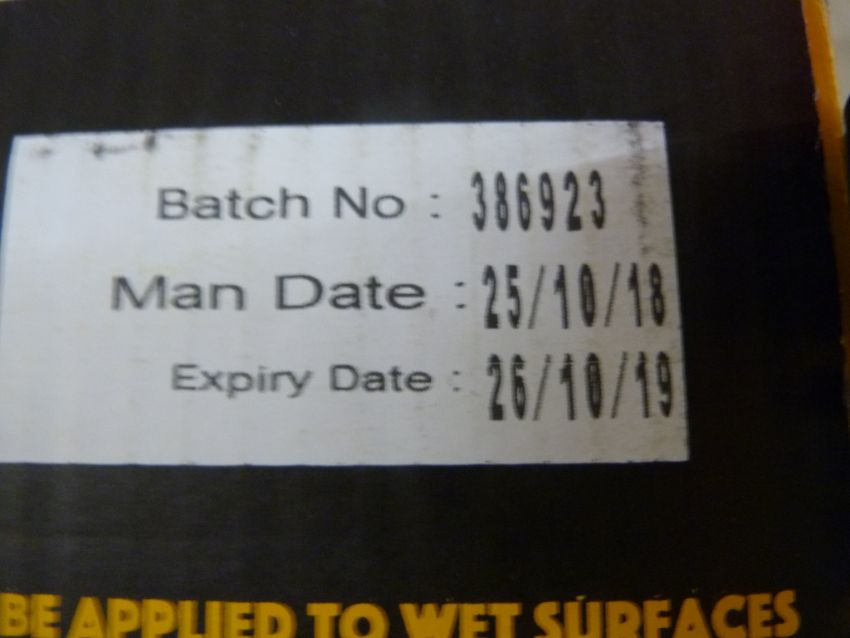 Batch No : 386923
Man Date : 25/10/18
Expiry Date : 26/10/19
BE APPLIED TO WET SURFACES